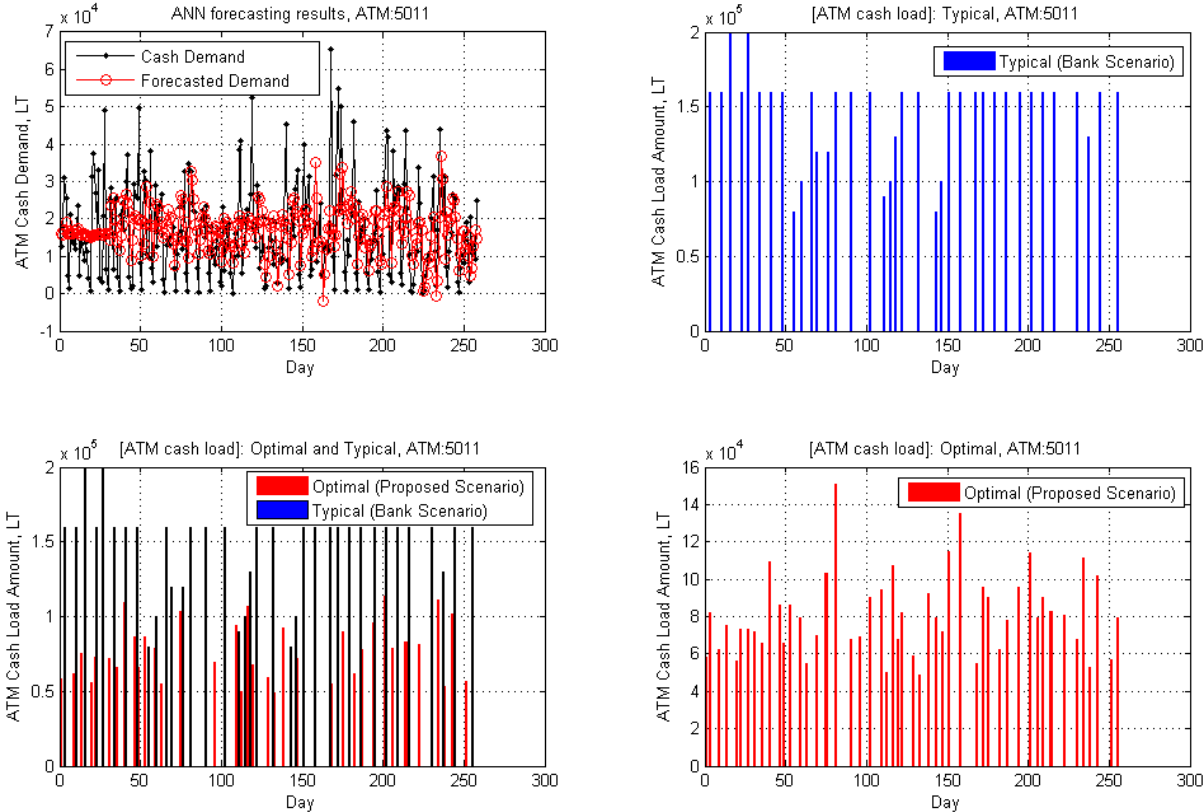 ANN forecasting results, ATM:5011
x 10^4
7
6
5
4
3
2
1
0
-1
ATM Cash Demand, LT
Cash Demand
Forecasted Demand
0 50 100 150 200 250 300
Day
[ATM cash load]: Typical, ATM:5011
x 10^5
2
1.5
1
0.5
0
ATM Cash Load Amount, LT
Typical (Bank Scenario)
0 50 100 150 200 250 300
Day
[ATM cash load]: Optimal and Typical, ATM:5011
x 10^5
2
1.5
1
0.5
0
ATM Cash Load Amount, LT
Optimal (Proposed Scenario)
Typical (Bank Scenario)
0 50 100 150 200 250 300
Day
[ATM cash load]: Optimal, ATM:5011
x 10^4
16
14
12
10
8
6
4
2
0
ATM Cash Load Amount, LT
Optimal (Proposed Scenario)
0 50 100 150 200 250 300
Day